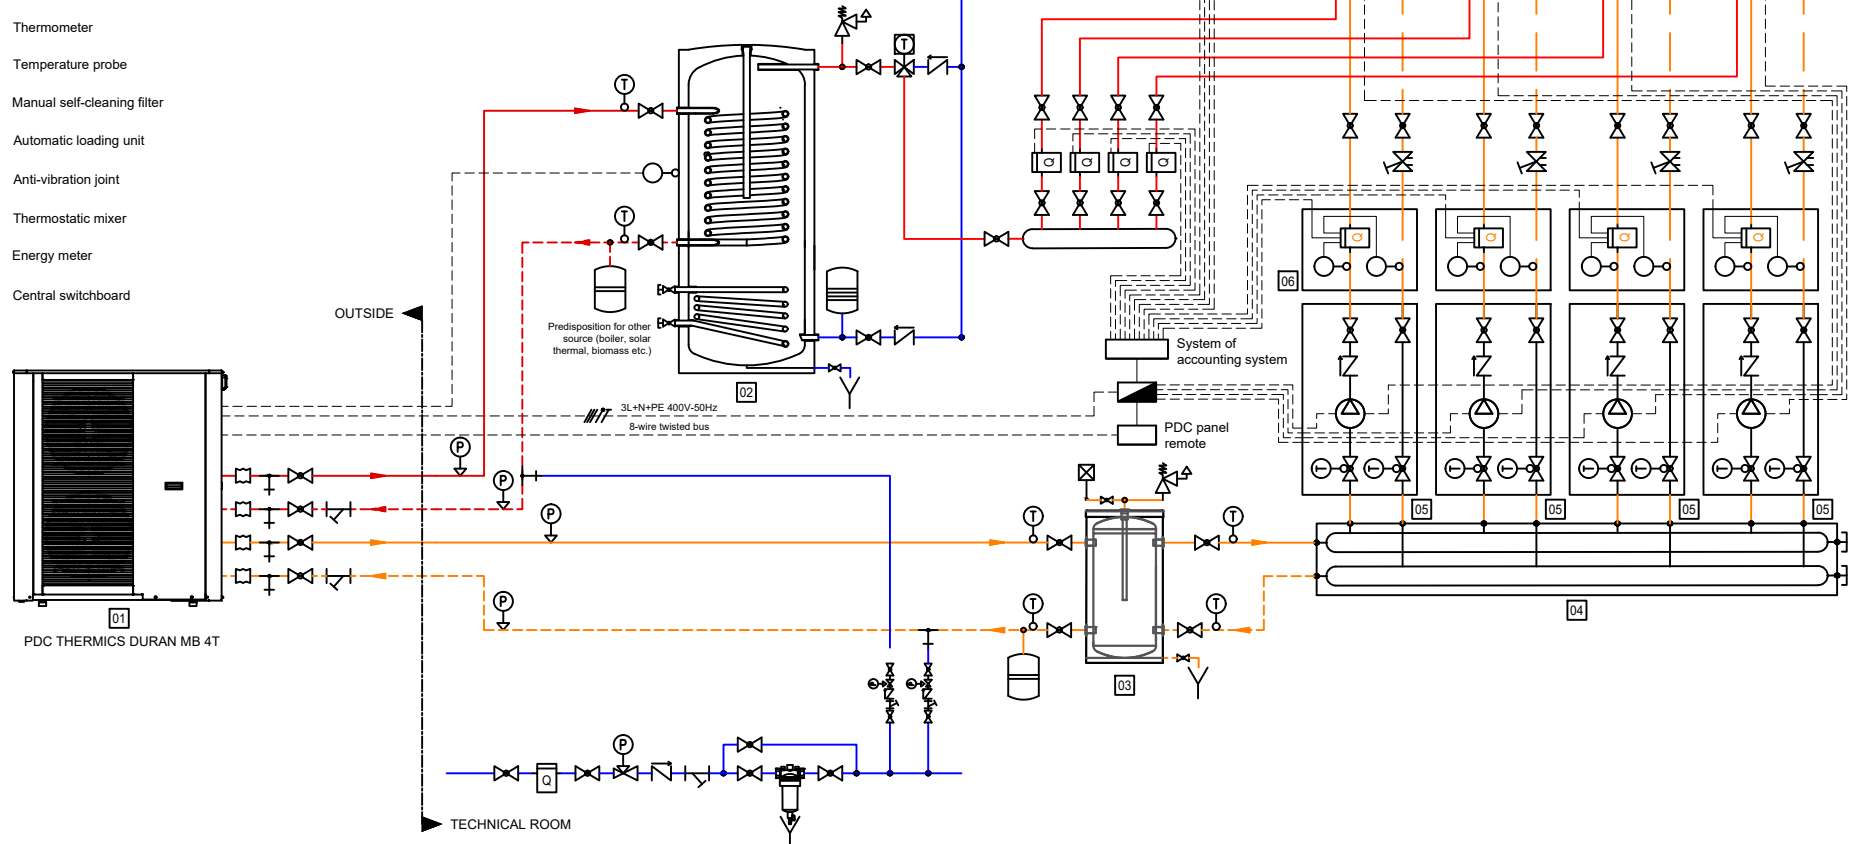 Thermometer
Temperature probe
Manual self-cleaning filter
Automatic loading unit
Anti-vibration joint
Thermostatic mixer
Energy meter
Central switchboard
OUTSIDE
T
T
T
Predisposition for other
source (boiler, solar
thermal, biomass etc.)
02
Q
Q
Q
Q
Q
Q
Q
Q
06
System of
accounting system
3L+N+PE 400V-50Hz
8-wire twisted bus
PDC panel
remote
P
P
P
P
T
T
T
T
T
T
T
T
T
T
T
T
05
05
05
05
04
03
01
PDC THERMICS DURAN MB 4T
P
Q
TECHNICAL ROOM